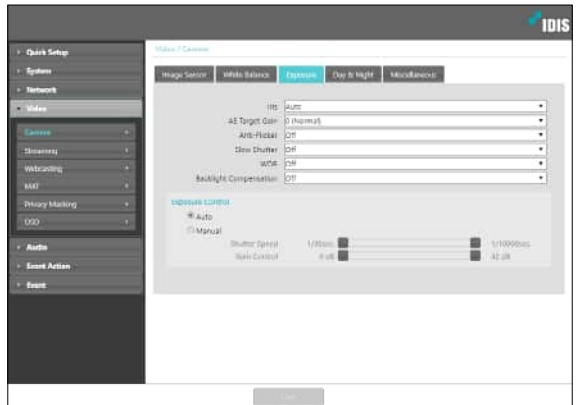 IDIS
Quick Setup
System
Network
Video
Camera
Streaming
Webcasting
MAT
Privacy Masking
OSD
Audio
Event Action
Event
Video / Camera
Image Sensor White Balance Exposure Day & Night Miscellaneous
Iris Auto
AE Target Gain 0 (Normal)
Anti-Flicker Off
Slow Shutter Off
WDR Off
Backlight Compensation Off
Exposure Control
Auto
Manual
Shutter Speed 1/30sec. 1/10000sec.
Gain Control 0 dB 42 dB